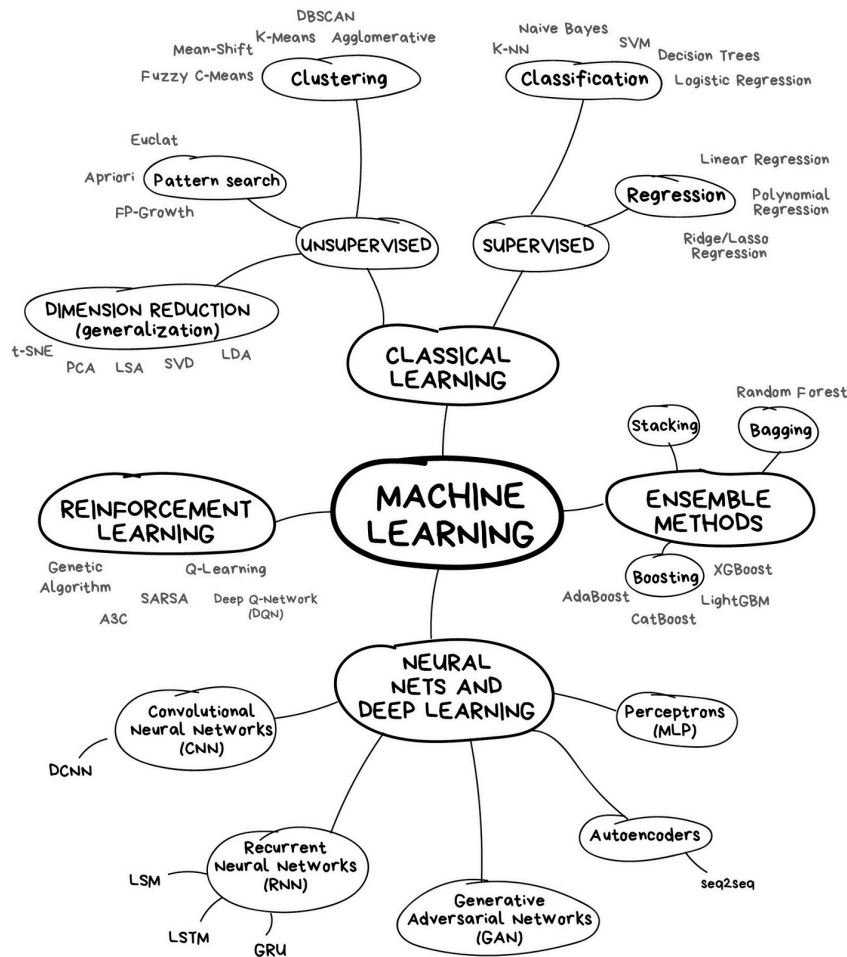 DBSCAN
K-Means
Agglomerative
Mean-Shift
Fuzzy C-Means
Clustering
Naive Bayes
SVM
K-NN
Decision Trees
Classification
Logistic Regression
Euclat
Apriori
Pattern search
FP-Growth
Linear Regression
Regression
Polynomial
Regression
Ridge/Lasso
Regression
UNSUPERVISED
SUPERVISED
DIMENSION REDUCTION
(generalization)
t-SNE
PCA
LSA
SVD
LDA
CLASSICAL
LEARNING
Random Forest
Stacking
Bagging
REINFORCEMENT
LEARNING
MACHINE
LEARNING
ENSEMBLE
METHODS
Genetic
Algorithm
Q-Learning
SARSA
Deep Q-Network
(DQN)
A3C
Boosting
XGBoost
AdaBoost
LightGBM
CatBoost
NEURAL
NETS AND
DEEP LEARNING
Convolutional
Neural Networks
(CNN)
DCNN
Perceptrons
(MLP)
Recurrent
Neural Networks
(RNN)
LSM
LSTM
GRU
Generative
Adversarial Networks
(GAN)
Autoencoders
seq2seq